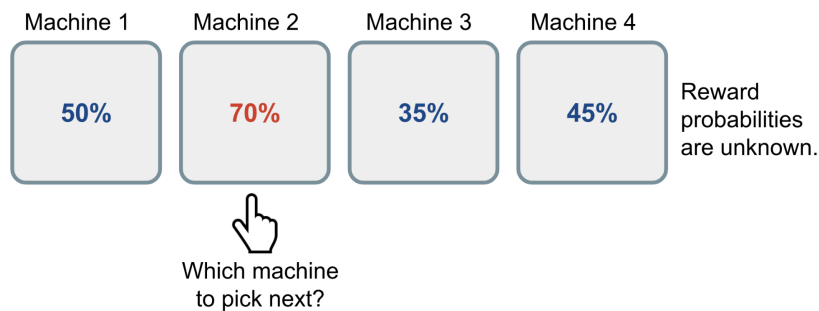 Machine 1
Machine 2
Machine 3
Machine 4
50%
70%
35%
45%
Reward
probabilities
are unknown.
Which machine
to pick next?